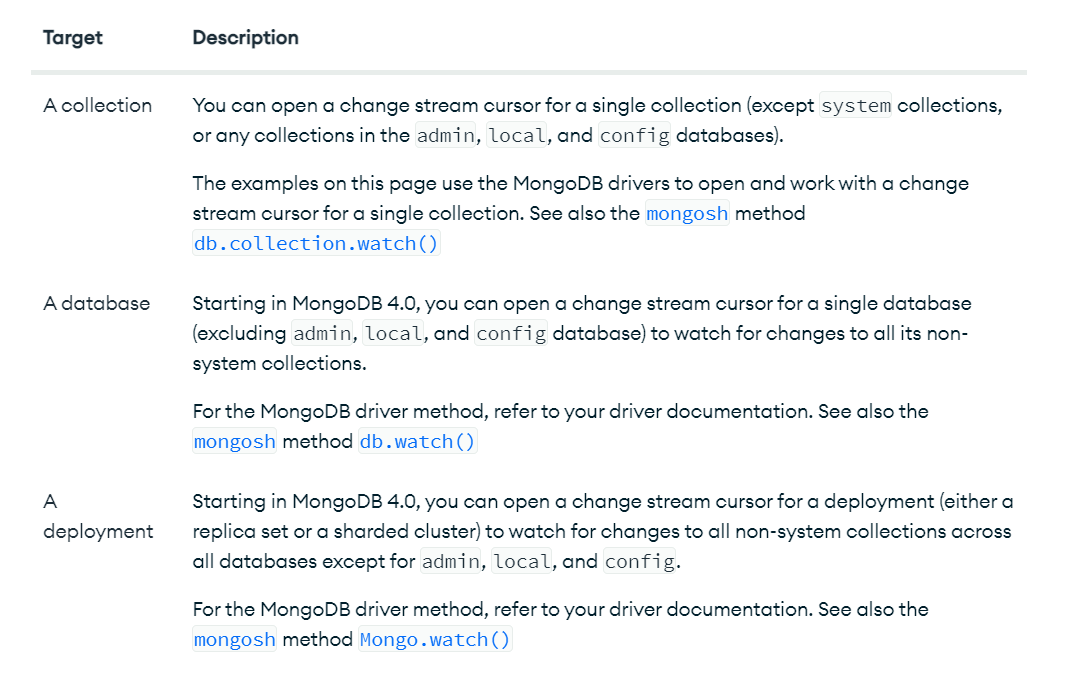 Target Description
A collection You can open a change stream cursor for a single collection (except system collections,
or any collections in the admin, local, and config databases).
The examples on this page use the MongoDB drivers to open and work with a change
stream cursor for a single collection. See also the mongosh method
db.collection.watch()
A database Starting in MongoDB 4.0, you can open a change stream cursor for a single database
(excluding admin, local, and config database) to watch for changes to all its non-
system collections.
For the MongoDB driver method, refer to your driver documentation. See also the
mongosh method db.watch()
A Starting in MongoDB 4.0, you can open a change stream cursor for a deployment (either a
deployment replica set or a sharded cluster) to watch for changes to all non-system collections across
all databases except for admin, local, and config.
For the MongoDB driver method, refer to your driver documentation. See also the
mongosh method Mongo.watch()